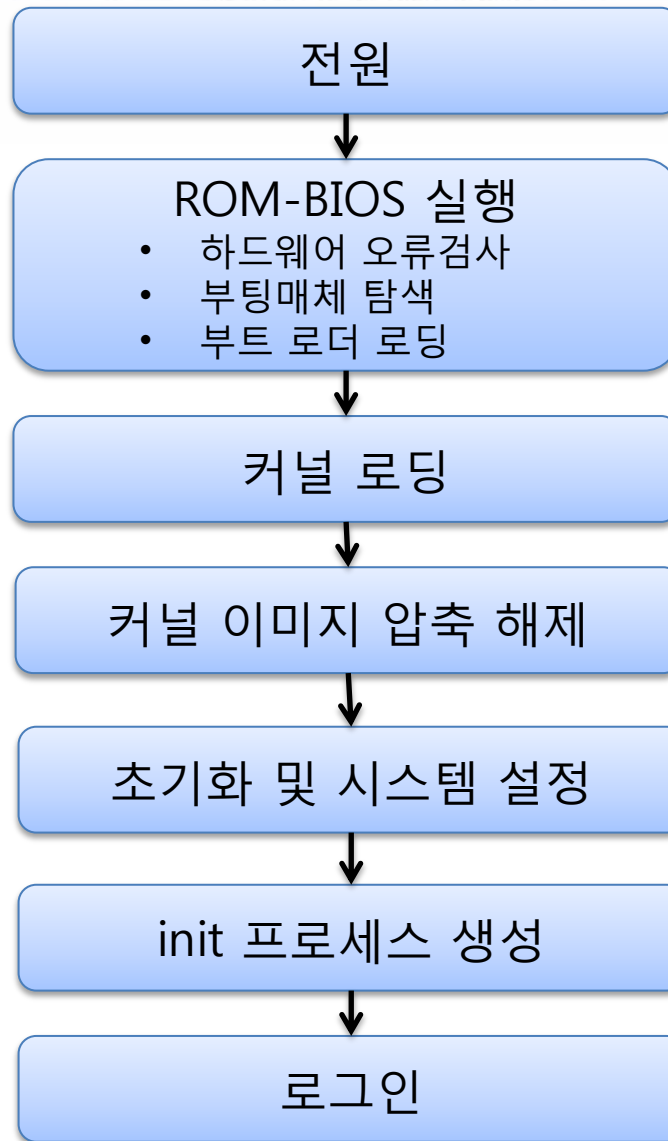 전원
ROM-BIOS 실행
• 하드웨어 오류검사
• 부팅매체 탐색
• 부트 로더 로딩
커널 로딩
커널 이미지 압축 해제
초기화 및 시스템 설정
init 프로세스 생성
로그인